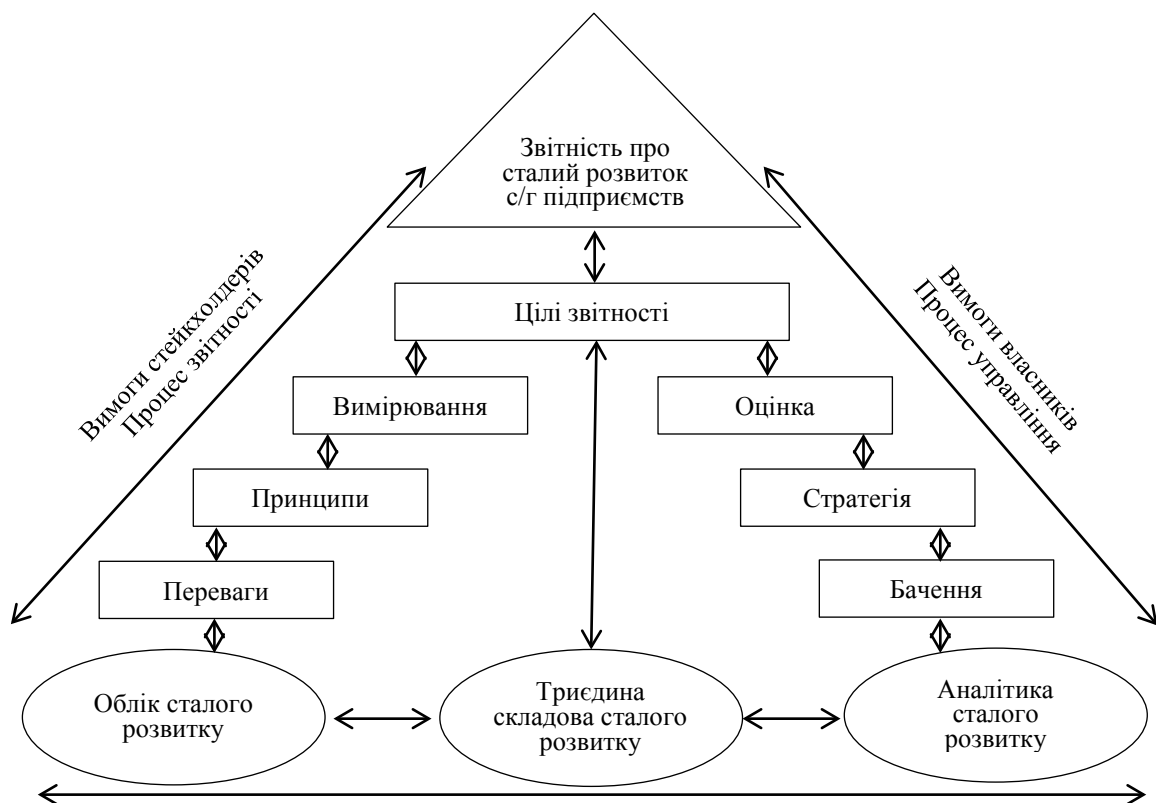 Звітність про
сталий розвиток
с/г підприємств
Вимоги стейкхолдерів
Процес звітності
Вимоги власників
Процес управління
Цілі звітності
Вимірювання
Оцінка
Принципи
Стратегія
Переваги
Бачення
Облік сталого
розвитку
Триєдина
складова сталого
розвитку
Аналітика
сталого
розвитку